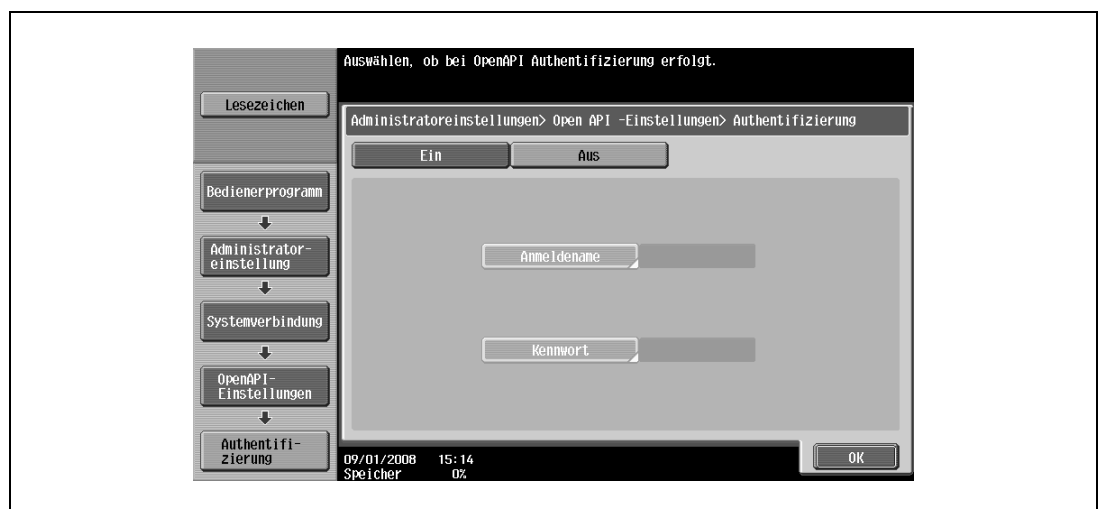 Auswählen, ob bei OpenAPI Authentifizierung erfolgt.
Lesezeichen
Administratoreinstellungen> Open API -Einstellungen> Authentifizierung
Ein
Aus
Bedienerprogramm
Administrator-
einstellung
Anmeldename
Systemverbindung
Kennwort
OpenAPI-
Einstellungen
Authentifi-
zierung
09/01/2008 15:14
Speicher 0%
OK